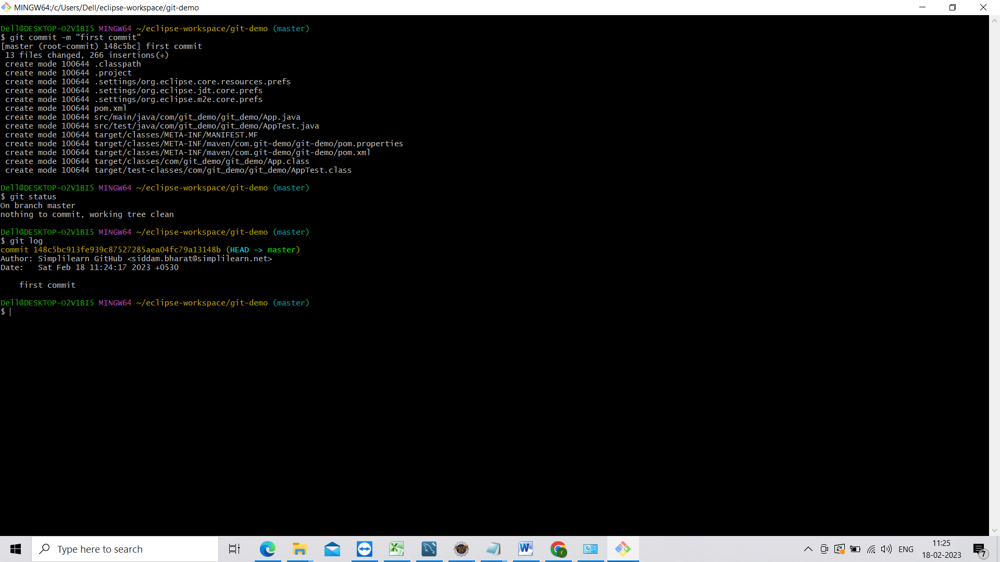 MINGW64:/c/Users/Dell/eclipse-workspace/git-demo
Dell@DESKTOP-O2V1BI5 MINGW64 ~/eclipse-workspace/git-demo (master)
$ git commit -m "first commit"
[master (root-commit) 148c5bc] first commit
 13 files changed, 266 insertions(+)
 create mode 100644 .classpath
 create mode 100644 .project
 create mode 100644 .settings/org.eclipse.core.resources.prefs
 create mode 100644 .settings/org.eclipse.jdt.core.prefs
 create mode 100644 .settings/org.eclipse.m2e.core.prefs
 create mode 100644 pom.xml
 create mode 100644 src/main/java/com/git_demo/git_demo/App.java
 create mode 100644 src/test/java/com/git_demo/git_demo/AppTest.java
 create mode 100644 target/classes/META-INF/MANIFEST.MF
 create mode 100644 target/classes/META-INF/maven/com.git-demo/git-demo/pom.properties
 create mode 100644 target/classes/META-INF/maven/com.git-demo/git-demo/pom.xml
 create mode 100644 target/classes/com/git_demo/git_demo/App.class
 create mode 100644 target/test-classes/com/git_demo/git_demo/AppTest.class
Dell@DESKTOP-O2V1BI5 MINGW64 ~/eclipse-workspace/git-demo (master)
$ git status
On branch master
nothing to commit, working tree clean
Dell@DESKTOP-O2V1BI5 MINGW64 ~/eclipse-workspace/git-demo (master)
$ git log
commit 148c5bc913fe939c87527285aea04fc79a13148b (HEAD -> master)
Author: Simplilearn GitHub <siddam.bharat@simplilearn.net>
Date:   Sat Feb 18 11:24:17 2023 +0530
    first commit
Dell@DESKTOP-O2V1BI5 MINGW64 ~/eclipse-workspace/git-demo (master)
$
Type here to search
ENG
11:25
18-02-2023
7